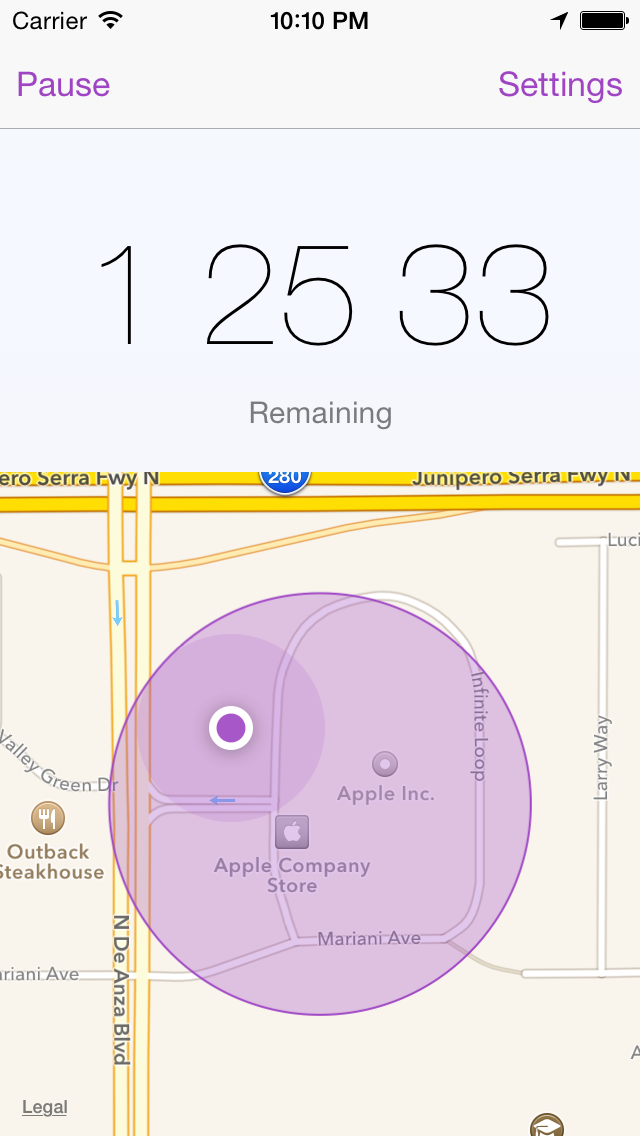 Carrier 10:10 PM
Pause Settings
1 25 33
Remaining
ero Serra Fwy N 280 Junipero Serra Fwy N
Luci
Infinite Loop
Larry Way
Valley Green Dr
Apple Inc.
Outback
Steakhouse
Apple Company
Store
N De Anza Blvd
Mariani Ave
ariani Ave
A
Legal